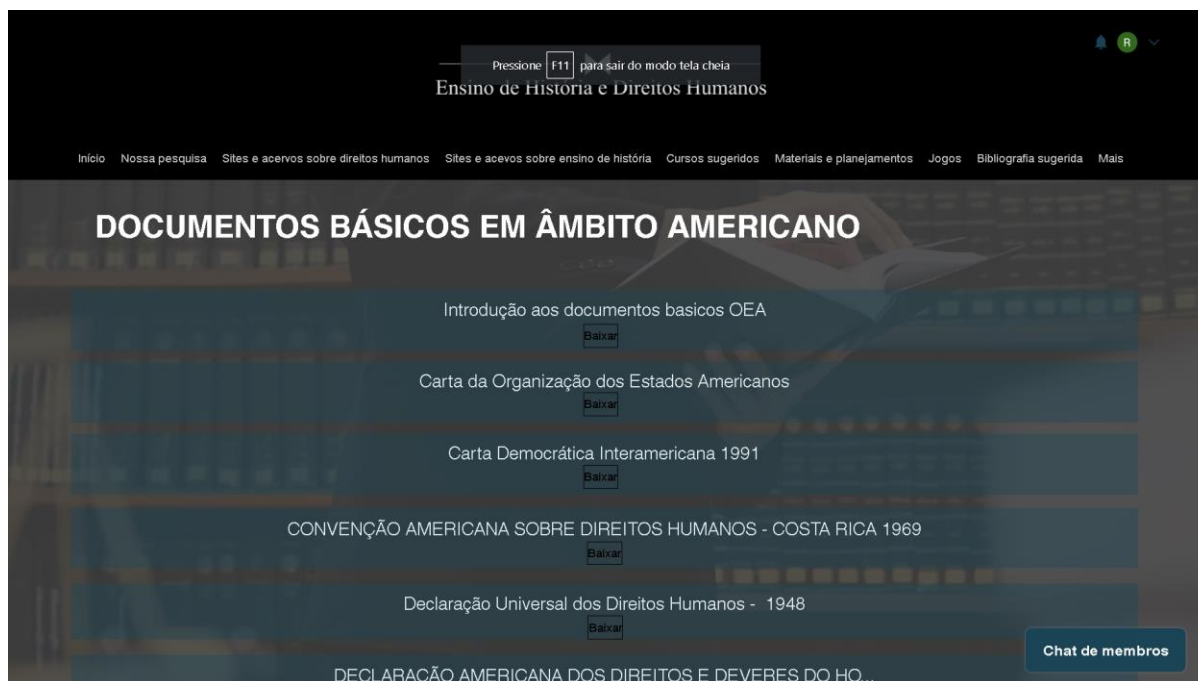 R
Pressione F11 para sair do modo tela cheia
Ensino de História e Direitos Humanos
Início Nossa pesquisa Sites e acervos sobre direitos humanos Sites e acevos sobre ensino de história Cursos sugeridos Materiais e planejamentos Jogos Bibliografia sugerida Mais
DOCUMENTOS BÁSICOS EM ÂMBITO AMERICANO
Introdução aos documentos basicos OEA
Baixar
Carta da Organização dos Estados Americanos
Baixar
Carta Democrática Interamericana 1991
Baixar
CONVENÇÃO AMERICANA SOBRE DIREITOS HUMANOS - COSTA RICA 1969
Baixar
Declaração Universal dos Direitos Humanos - 1948
Baixar
Chat de membros
DECLARAÇÃO AMERICANA DOS DIREITOS E DEVERES DO HO...